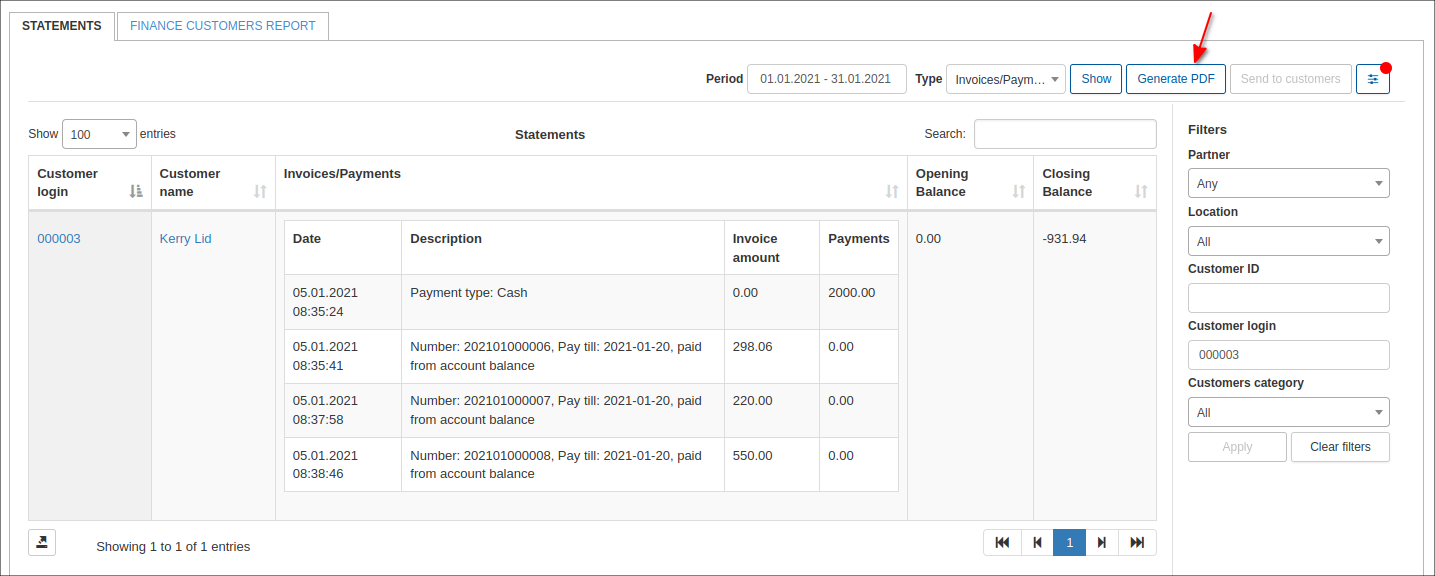 STATEMENTS FINANCE CUSTOMERS REPORT
Period 01.01.2021 - 31.01.2021 Type Invoices/Paym... Show Generate PDF Send to customers
Show 100 entries Statements Search:
Customer login Customer name Invoices/Payments Opening Balance Closing Balance
000003 Kerry Lid 0.00 -931.94
Date Description Invoice amount Payments
05.01.2021 08:35:24 Payment type: Cash 0.00 2000.00
05.01.2021 Number: 202101000006, Pay till: 2021-01-20, paid 298.06 0.00
08:35:41 from account balance
05.01.2021 Number: 202101000007, Pay till: 2021-01-20, paid 220.00 0.00
08:37:58 from account balance
05.01.2021 Number: 202101000008, Pay till: 2021-01-20, paid 550.00 0.00
08:38:46 from account balance
Showing 1 to 1 of 1 entries 1
Filters
Partner
Any
Location
All
Customer ID
Customer login
000003
Customers category
All
Apply Clear filters